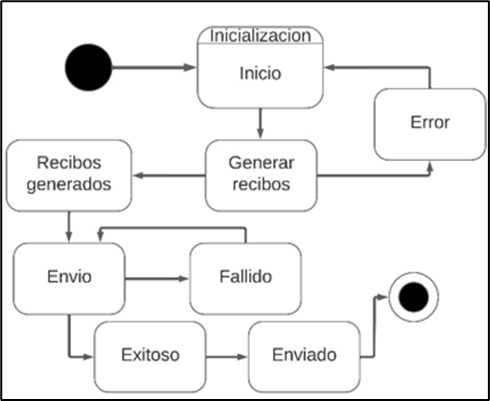 Inicializacion
Inicio
Error
Recibos
generados
Generar
recibos
Envio
Fallido
Exitoso
Enviado